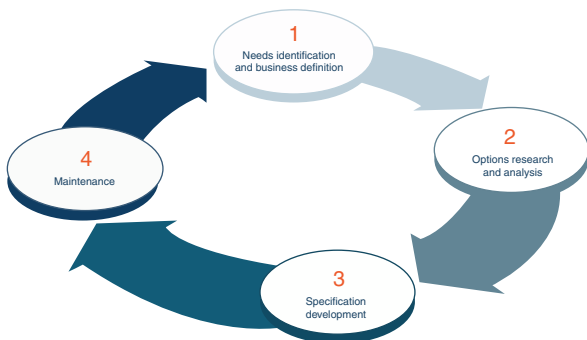 1
Needs identification
and business definition
2
Options research
and analysis
3
Specification
development
4
Maintenance